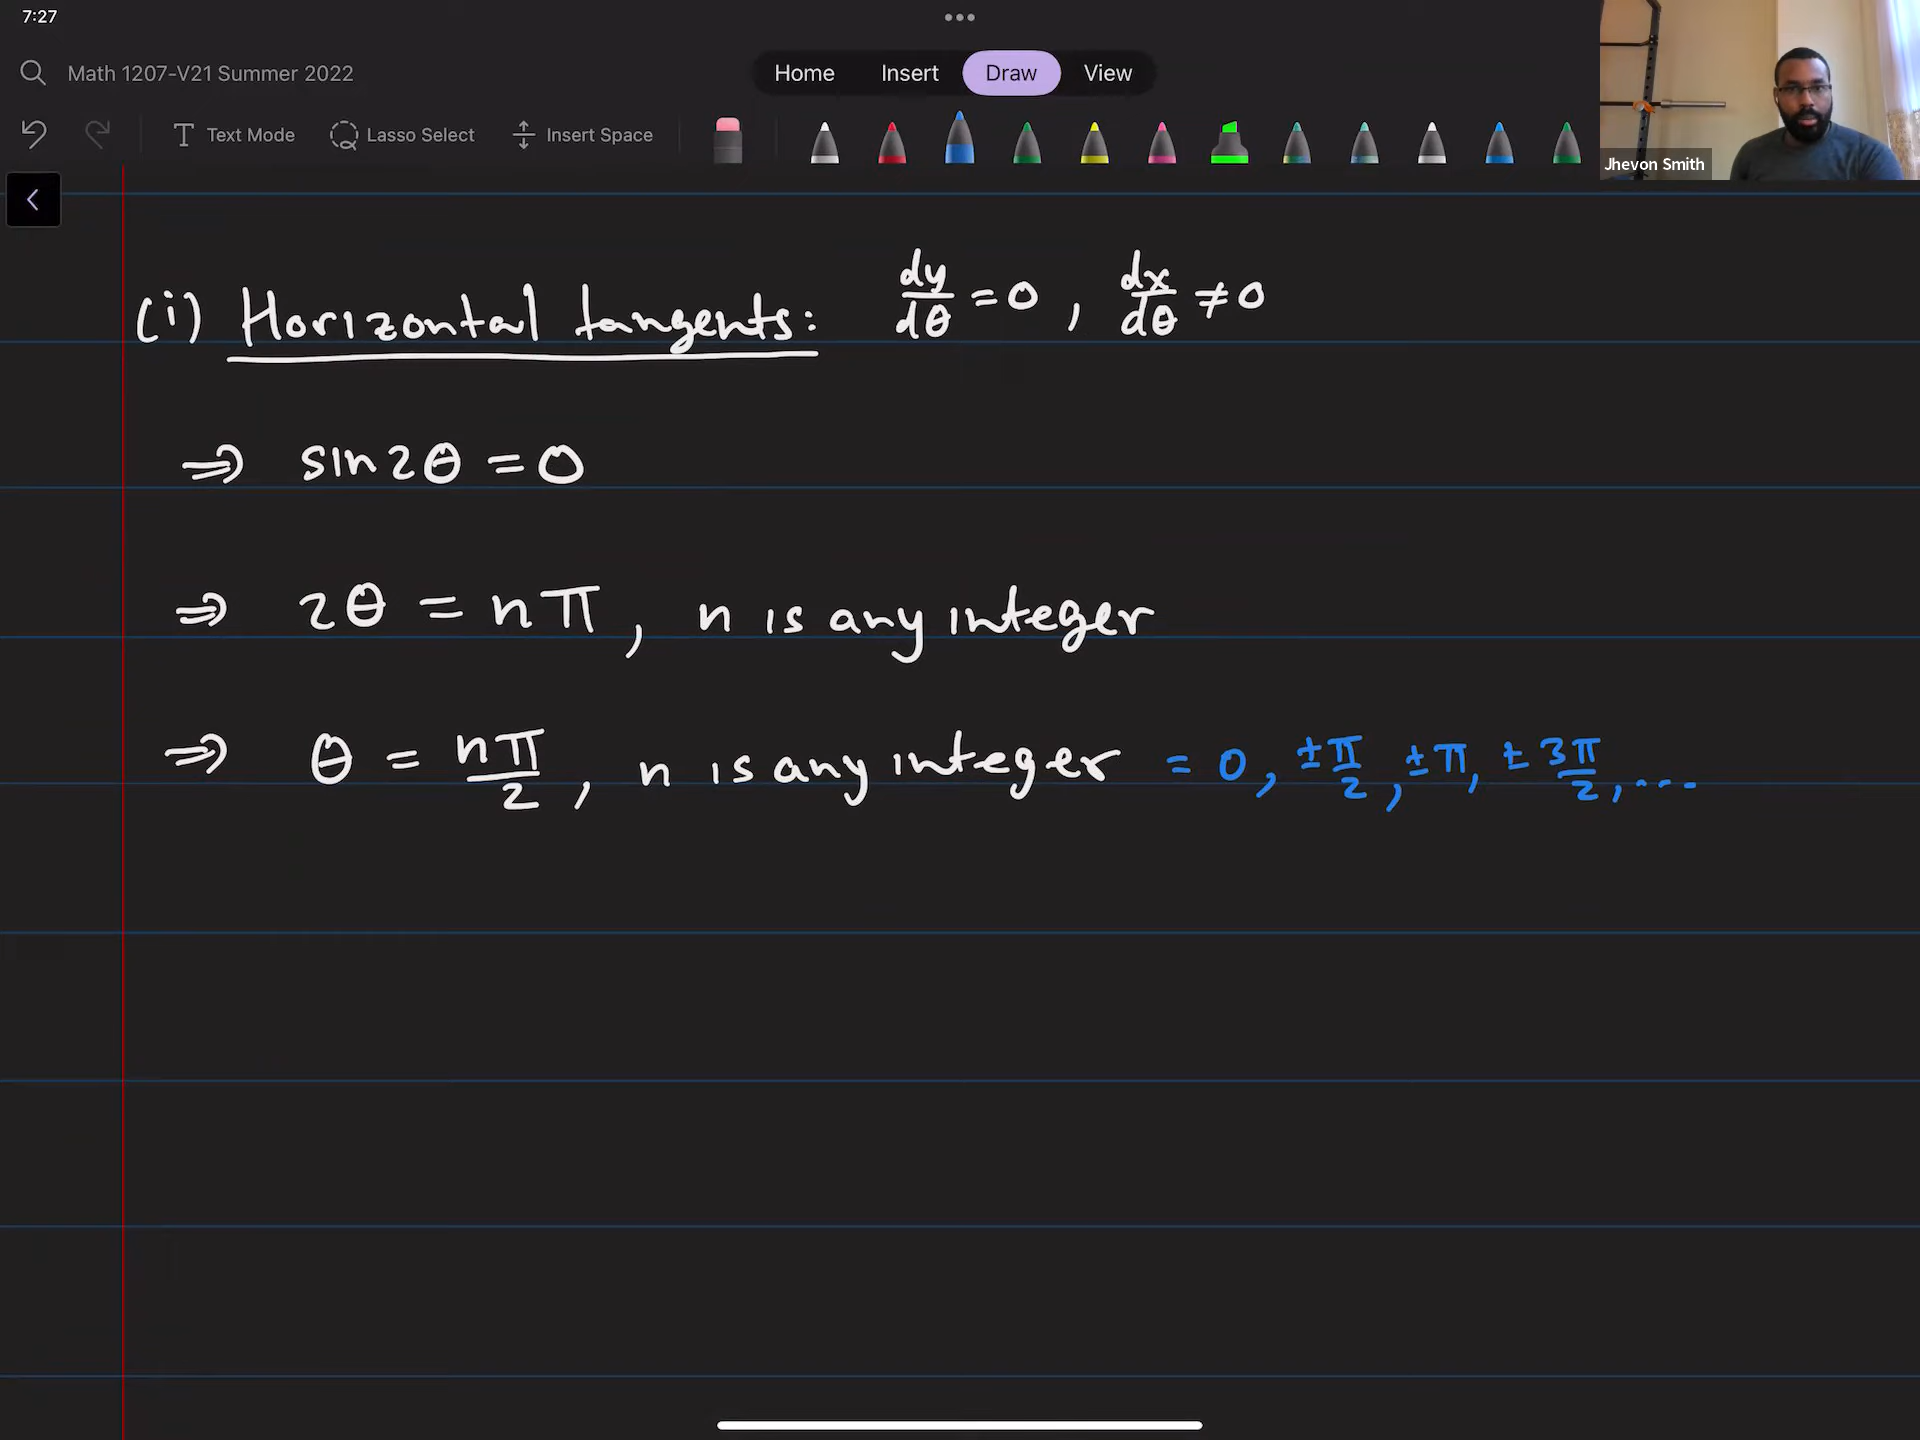 7:27
Math 1207-V21 Summer 2022
Home Insert Draw View
Text Mode Lasso Select Insert Space
Jhevon Smith
(i) Horizontal tangents: dy/dθ = 0, dx/dθ ≠ 0
⇒ sin2θ = 0
⇒ 2θ = nπ, n is any integer
⇒ θ = nπ/2, n is any integer = 0, ±π/2, ±π, ±3π/2, ...